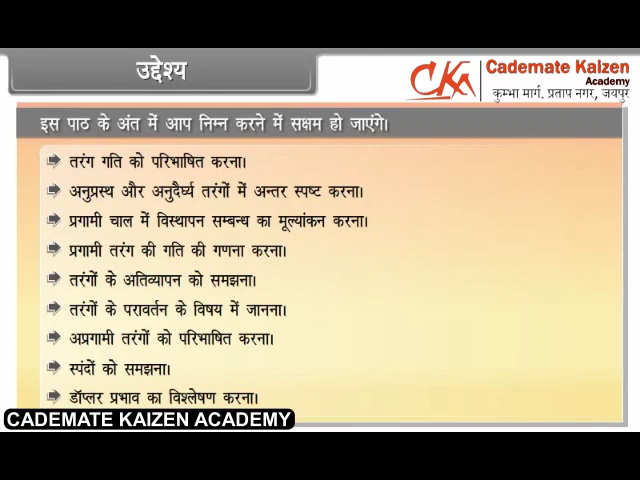 उद्देश्य
CKA
Cademate Kaizen
Academy
कुम्भा मार्ग. प्रताप नगर, जयपुर
इस पाठ के अंत में आप निम्न करने में सक्षम हो जाएंगे।
तरंग गति को परिभाषित करना।
अनुप्रस्थ और अनुदैर्घ्य तरंगों में अन्तर स्पष्ट करना।
प्रगामी चाल में विस्थापन सम्बन्ध का मूल्यांकन करना।
प्रगामी तरंग की गति की गणना करना।
तरंगों के अतिव्यापन को समझना।
तरंगों के परावर्तन के विषय में जानना।
अप्रगामी तरंगों को परिभाषित करना।
स्पंदों को समझना।
डॉप्लर प्रभाव का विश्लेषण करना।
CADEMATE KAIZEN ACADEMY